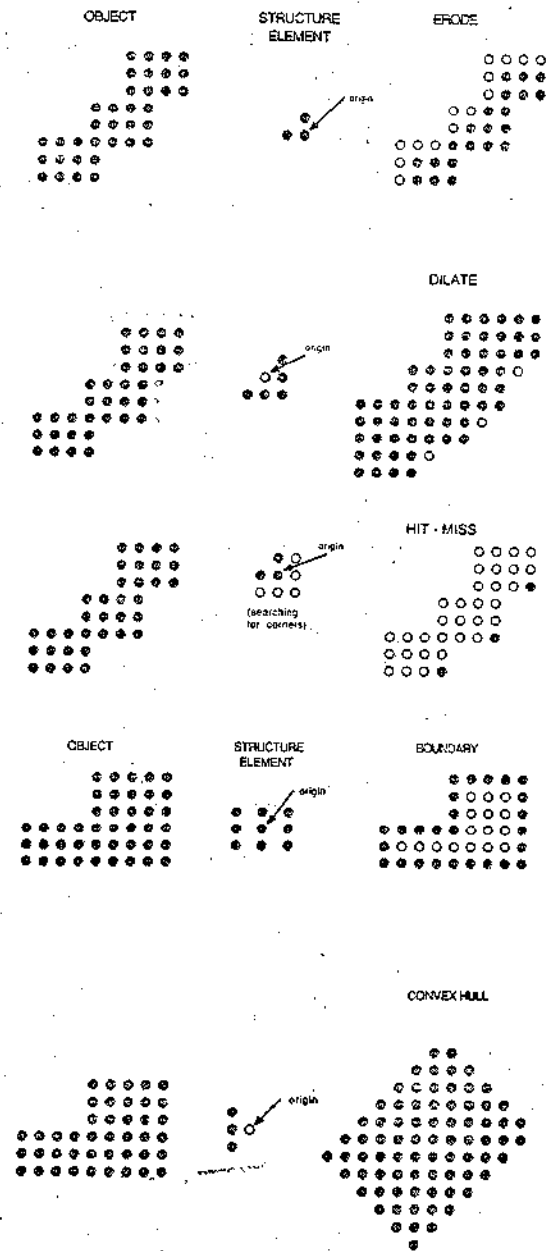 OBJECT
STRUCTURE
ELEMENT
ERODE
origin
DILATE
origin
HIT - MISS
origin
(searching
for corners)
OBJECT
STRUCTURE
ELEMENT
BOUNDARY
origin
CONVEX HULL
origin